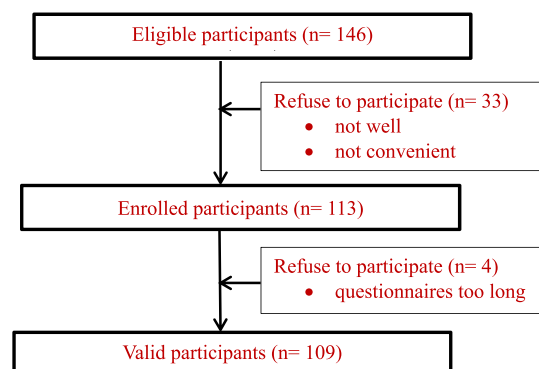 Eligible participants (n= 146)
Refuse to participate (n= 33)
• not well
• not convenient
Enrolled participants (n= 113)
Refuse to participate (n= 4)
• questionnaires too long
Valid participants (n= 109)